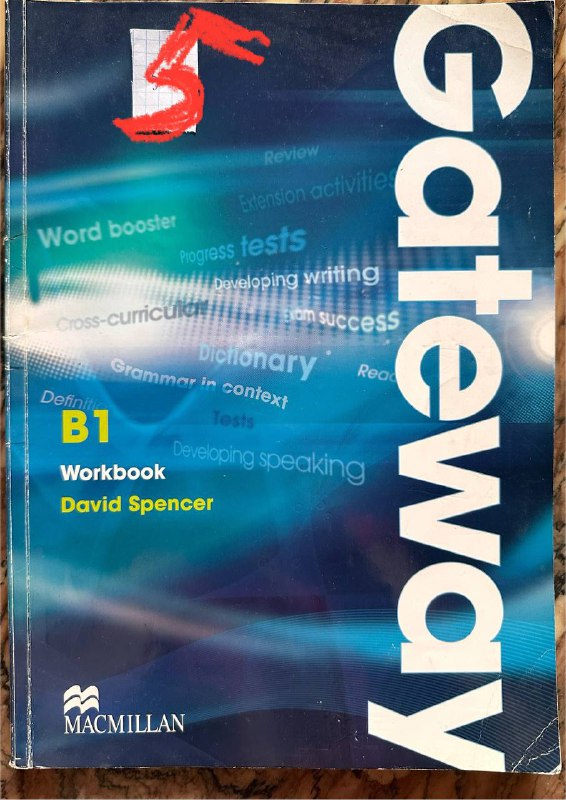 5
Gateway
Review
Extension activities
Word booster
Progress tests
Developing writing
Cross-curricular
exam success
Dictionary
Grammar in context
Tests
Developing speaking
B1
Workbook
David Spencer
MACMILLAN